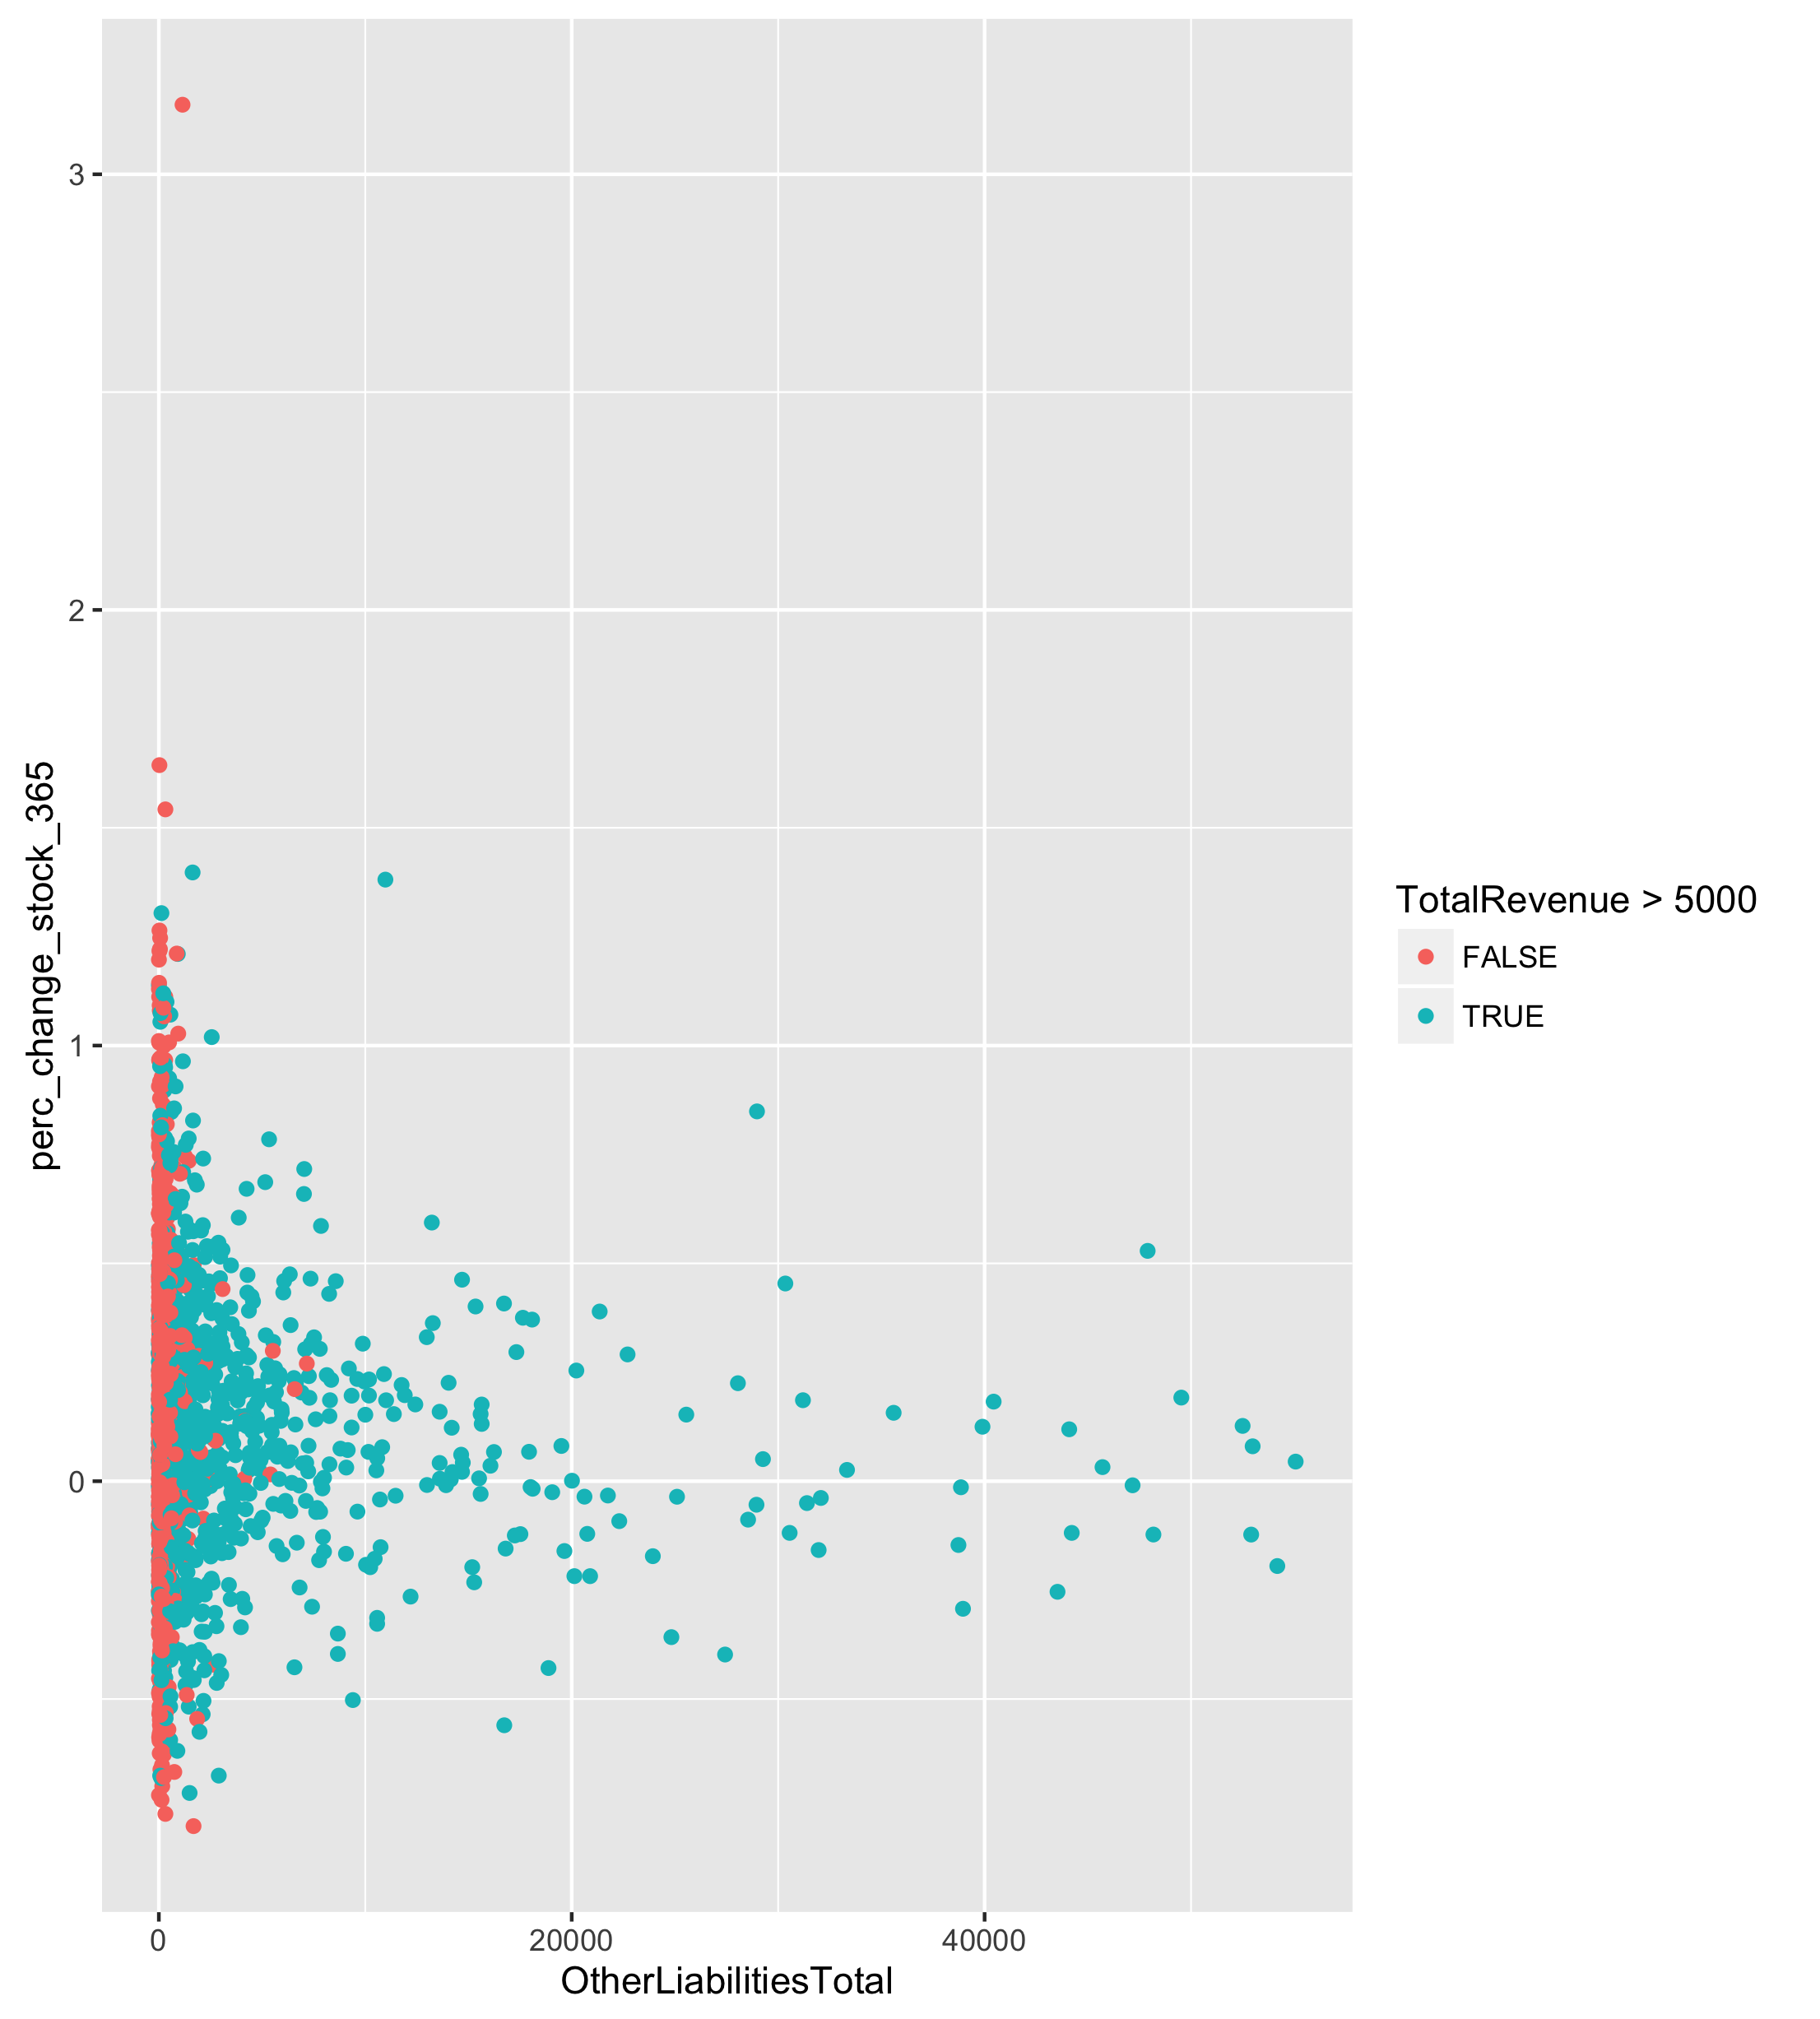 3
2
1
0
perc_change_stock_365
0
20000
40000
OtherLiabilitiesTotal
TotalRevenue > 5000
FALSE
TRUE